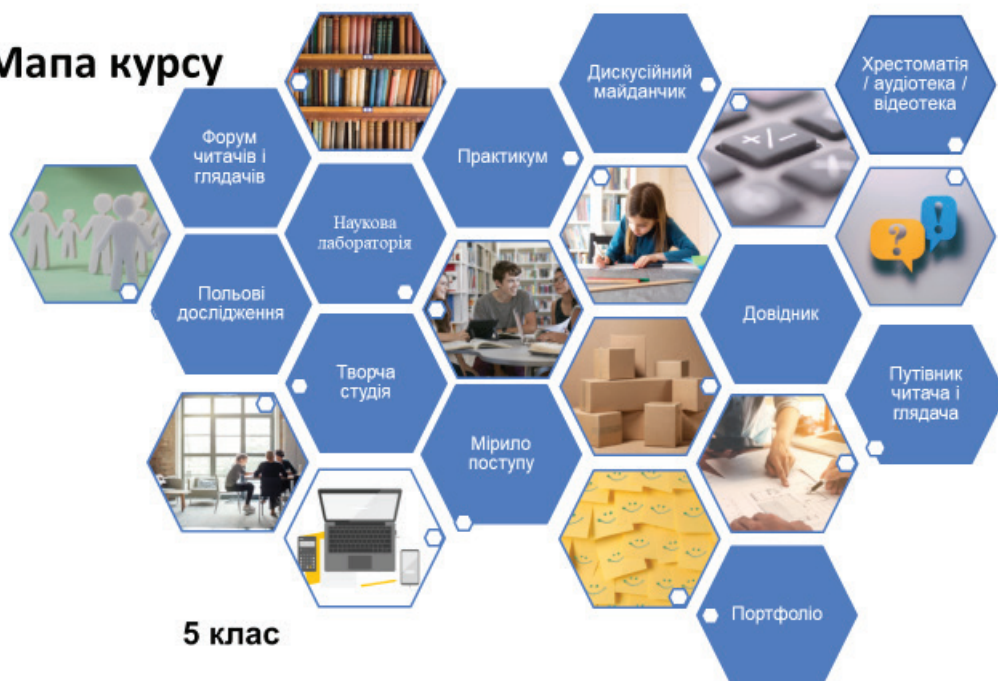 Мапа курсу
Форум
читачів і
глядачів
Польові
дослідження
Наукова
лабораторія
Творча
студія
Практикум
Мірило
поступу
Дискусійний
майданчик
Довідник
Портфоліо
Хрестоматія
/ аудіотека /
відеотека
Путівник
читача і
глядача
5 клас